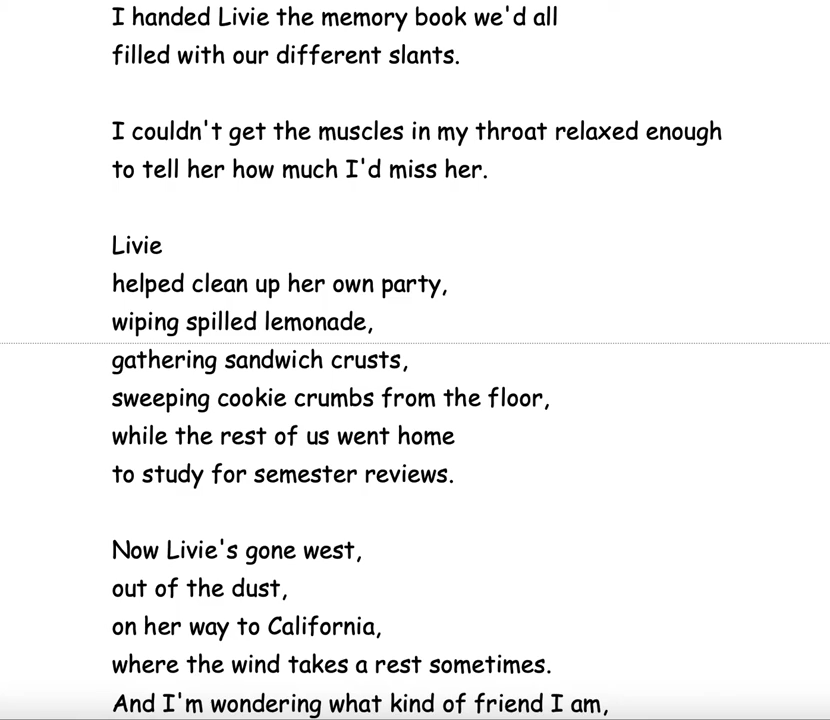 I handed Livie the memory book we'd all
filled with our different slants.
I couldn't get the muscles in my throat relaxed enough
to tell her how much I'd miss her.
Livie
helped clean up her own party,
wiping spilled lemonade,
gathering sandwich crusts,
sweeping cookie crumbs from the floor,
while the rest of us went home
to study for semester reviews.
Now Livie's gone west,
out of the dust,
on her way to California,
where the wind takes a rest sometimes.
And I'm wondering what kind of friend I am,